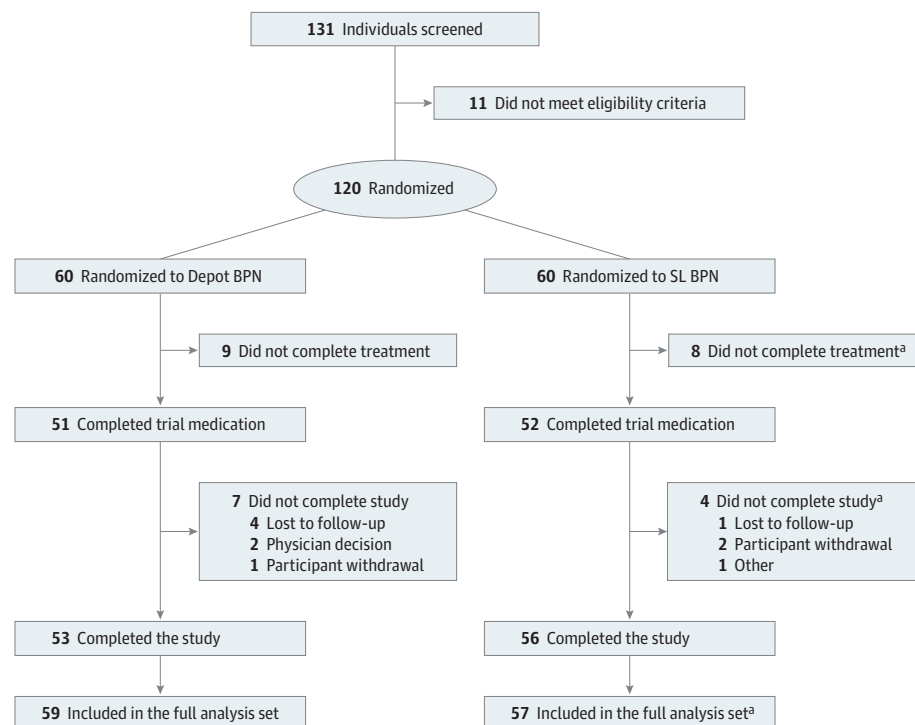 131 Individuals screened
11 Did not meet eligibility criteria
120 Randomized
60 Randomized to Depot BPN
60 Randomized to SL BPN
9 Did not complete treatment
8 Did not complete treatmentᵃ
51 Completed trial medication
52 Completed trial medication
7 Did not complete study
4 Lost to follow-up
2 Physician decision
1 Participant withdrawal
4 Did not complete studyᵃ
1 Lost to follow-up
2 Participant withdrawal
1 Other
53 Completed the study
56 Completed the study
59 Included in the full analysis set
57 Included in the full analysis setᵃ